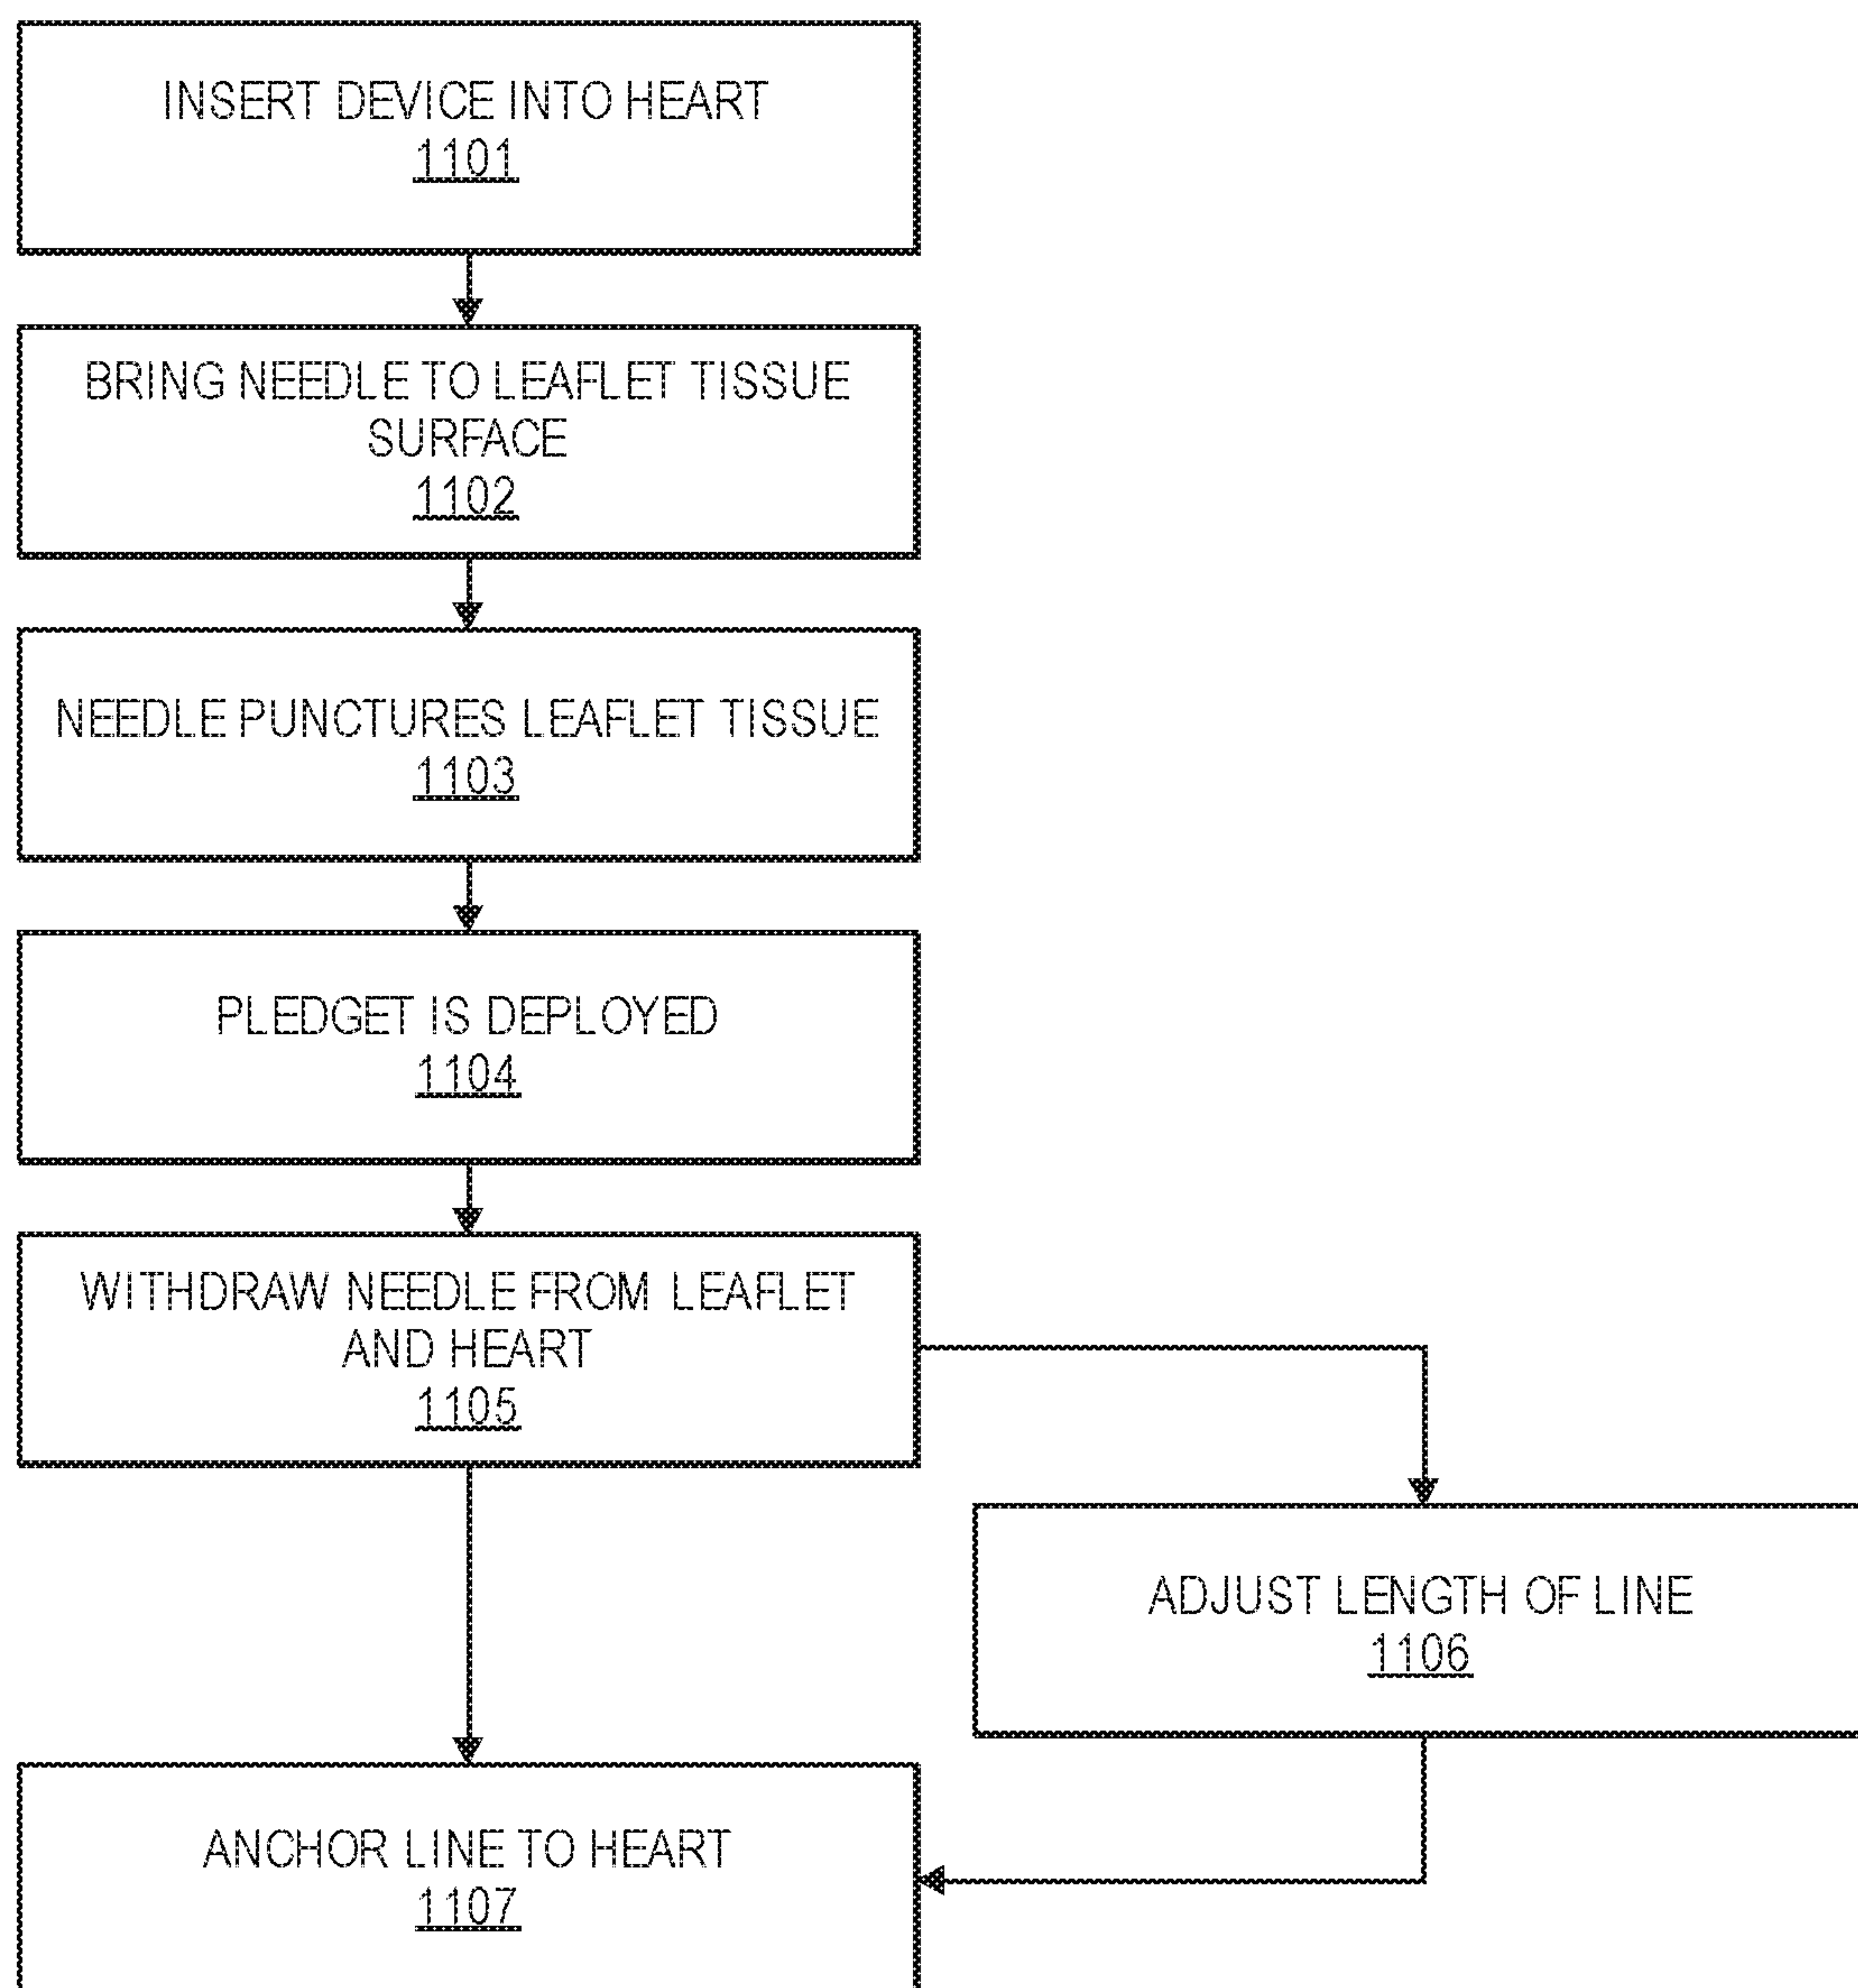 INSERT DEVICE INTO HEART
1101
BRING NEEDLE TO LEAFLET TISSUE
SURFACE
1102
NEEDLE PUNCTURES LEAFLET TISSUE
1103
PLEDGET IS DEPLOYED
1104
WITHDRAW NEEDLE FROM LEAFLET
AND HEART
1105
ADJUST LENGTH OF LINE
1106
ANCHOR LINE TO HEART
1107